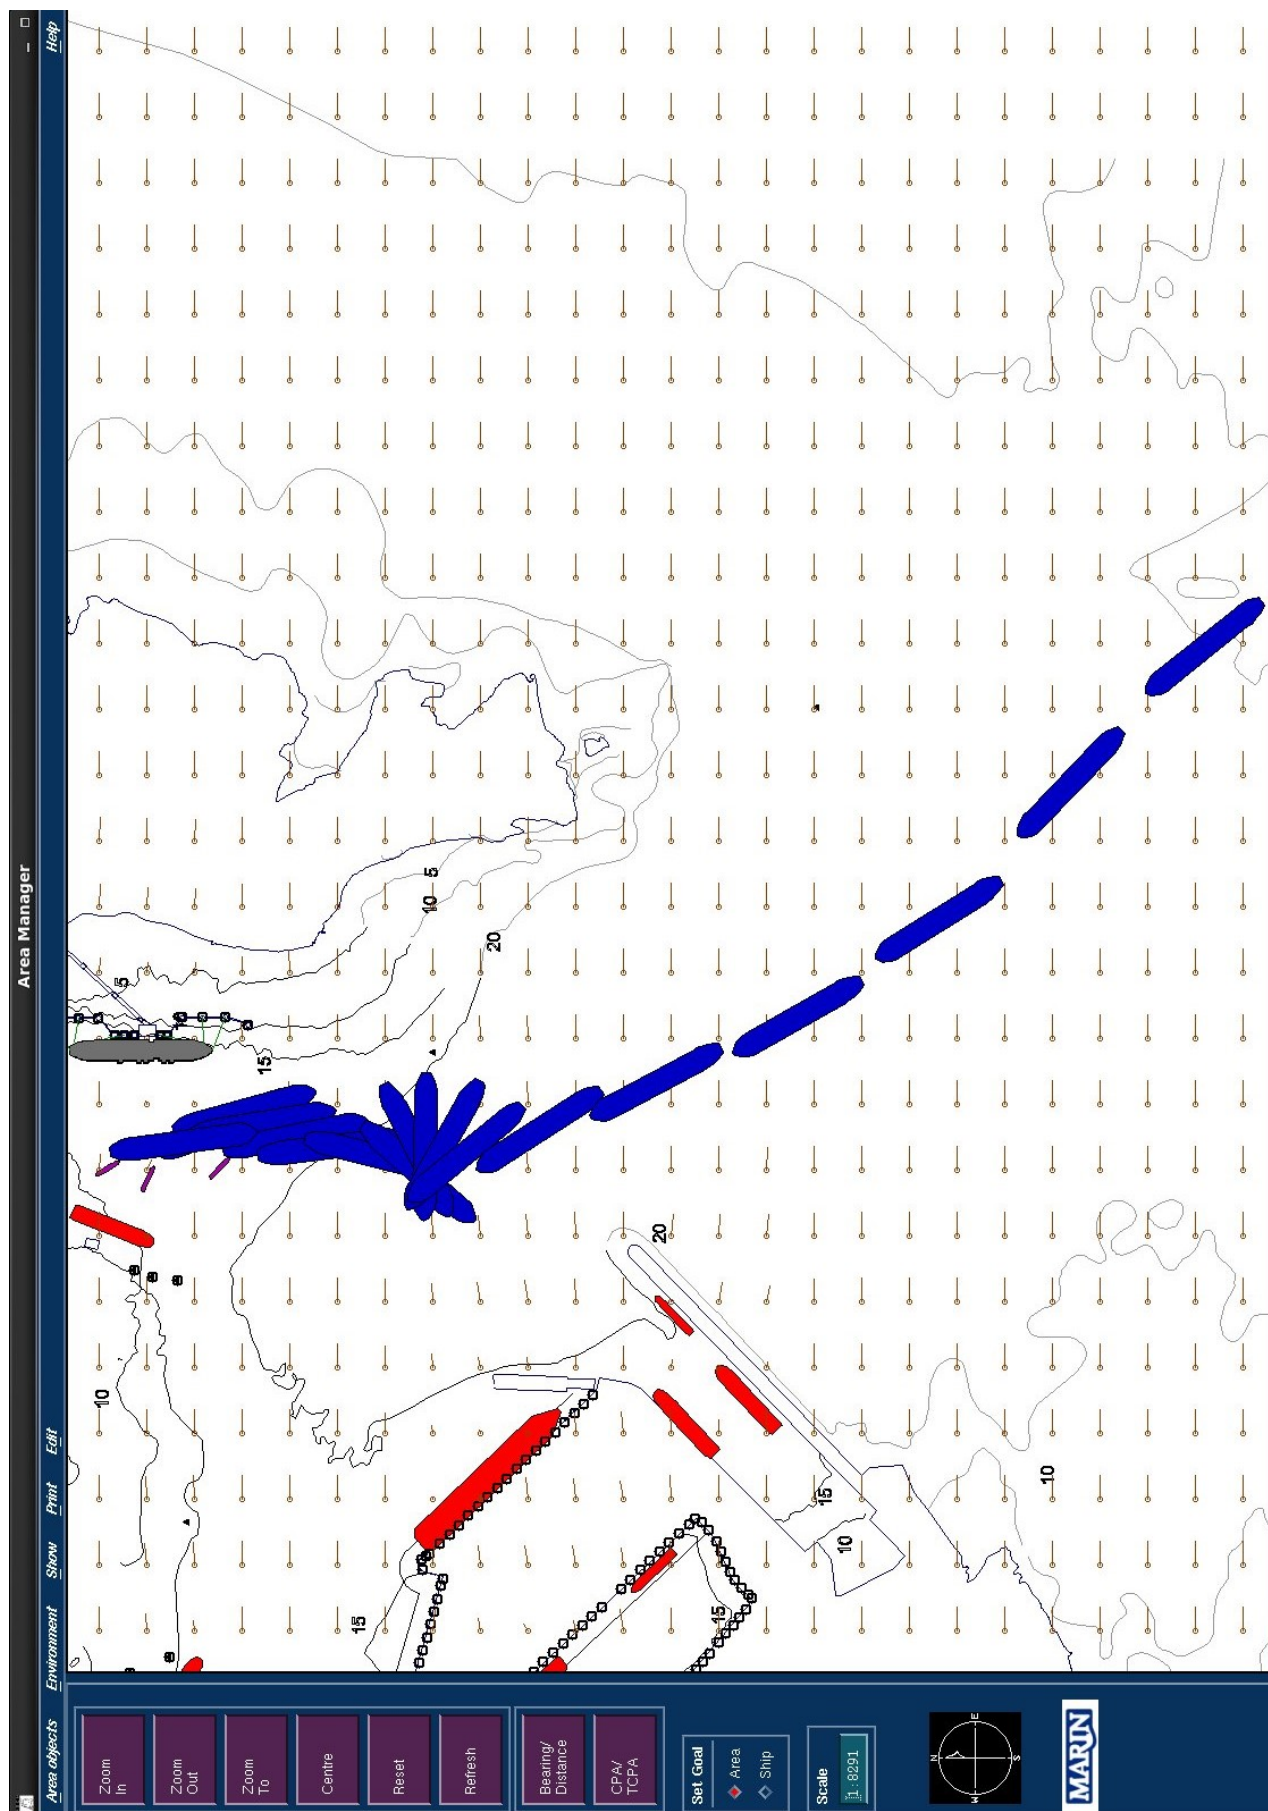 Area Manager
Area objects Environment Show Print Edit Help
Zoom
In
Zoom
Out
Zoom
To
Centre
Reset
Refresh
Bearing/
Distance
CPA/
TCPA
Set Goal
Area
Ship
Scale
1:8291
N
W E
S
MARIN
10
15
5
15
10 5
20
20
15
10
15
10